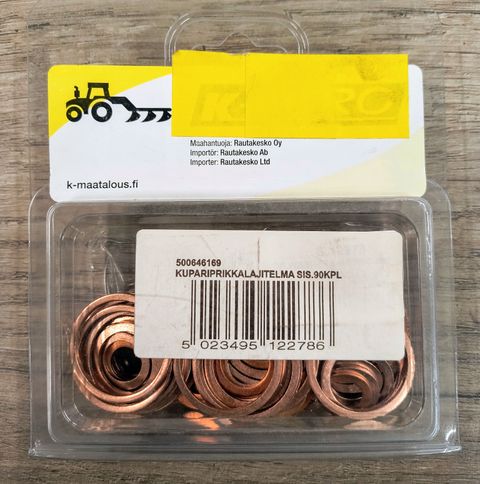 Maahantuoja: Rautakesko Oy
Importör: Rautakesko Ab
Importer: Rautakesko Ltd
k-maatalous.fi
500646169
KUPARIPRIKKALAJITELMA SIS.90KPL
5 023495 122786